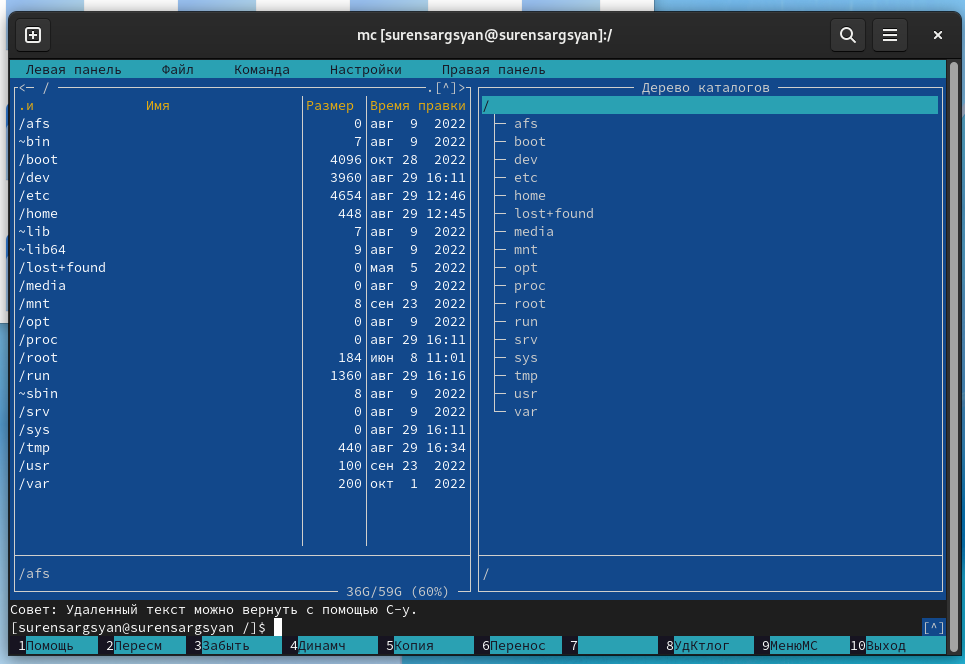 mc [surensargsyan@surensargsyan]:/
Левая панель Файл Команда Настройки Правая панель
<─ / .[^]> Дерево каталогов
.и Имя Размер Время правки /
/afs 0 авг 9 2022 afs
~bin 7 авг 9 2022 boot
/boot 4096 окт 28 2022 dev
/dev 3960 авг 29 16:11 etc
/etc 4654 авг 29 12:46 home
/home 448 авг 29 12:45 lost+found
~lib 7 авг 9 2022 media
~lib64 9 авг 9 2022 mnt
/lost+found 0 мая 5 2022 opt
/media 0 авг 9 2022 proc
/mnt 8 сен 23 2022 root
/opt 0 авг 9 2022 run
/proc 0 авг 29 16:11 srv
/root 184 июн 8 11:01 sys
/run 1360 авг 29 16:16 tmp
~sbin 8 авг 9 2022 usr
/srv 0 авг 9 2022 var
/sys 0 авг 29 16:11
/tmp 440 авг 29 16:34
/usr 100 сен 23 2022
/var 200 окт 1 2022
/afs /
36G/59G (60%)
Совет: Удаленный текст можно вернуть с помощью C-y.
[surensargsyan@surensargsyan /]$ [^]
1Помощь 2Пересм 3Забыть 4Динамч 5Копия 6Перенос 7 8УдКтлог 9МенюМС 10Выход